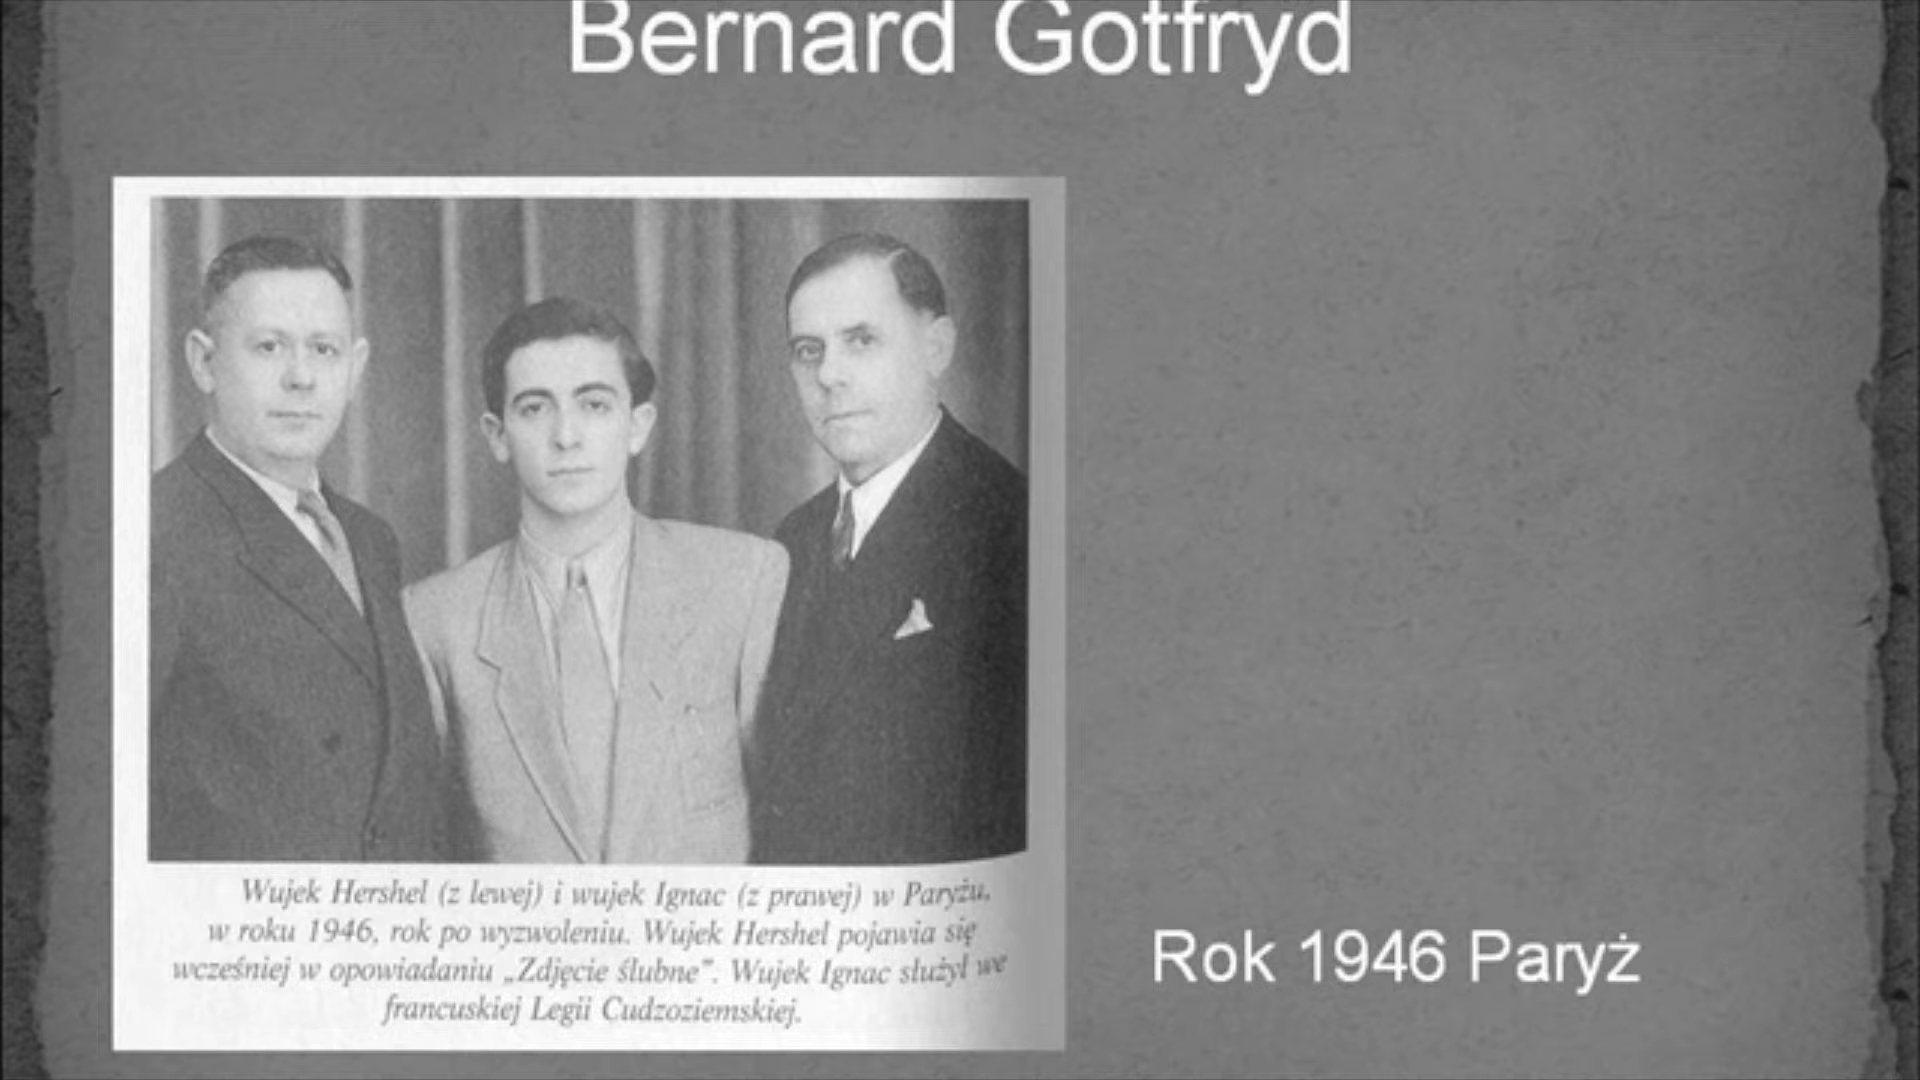 Bernard Gotfryd
Wujek Hershel (z lewej) i wujek Ignac (z prawej) w Paryżu,
w roku 1946, rok po wyzwoleniu. Wujek Hershel pojawia się
wcześniej w opowiadaniu „Zdjęcie ślubne”. Wujek Ignac służył we
francuskiej Legii Cudzoziemskiej.
Rok 1946 Paryż